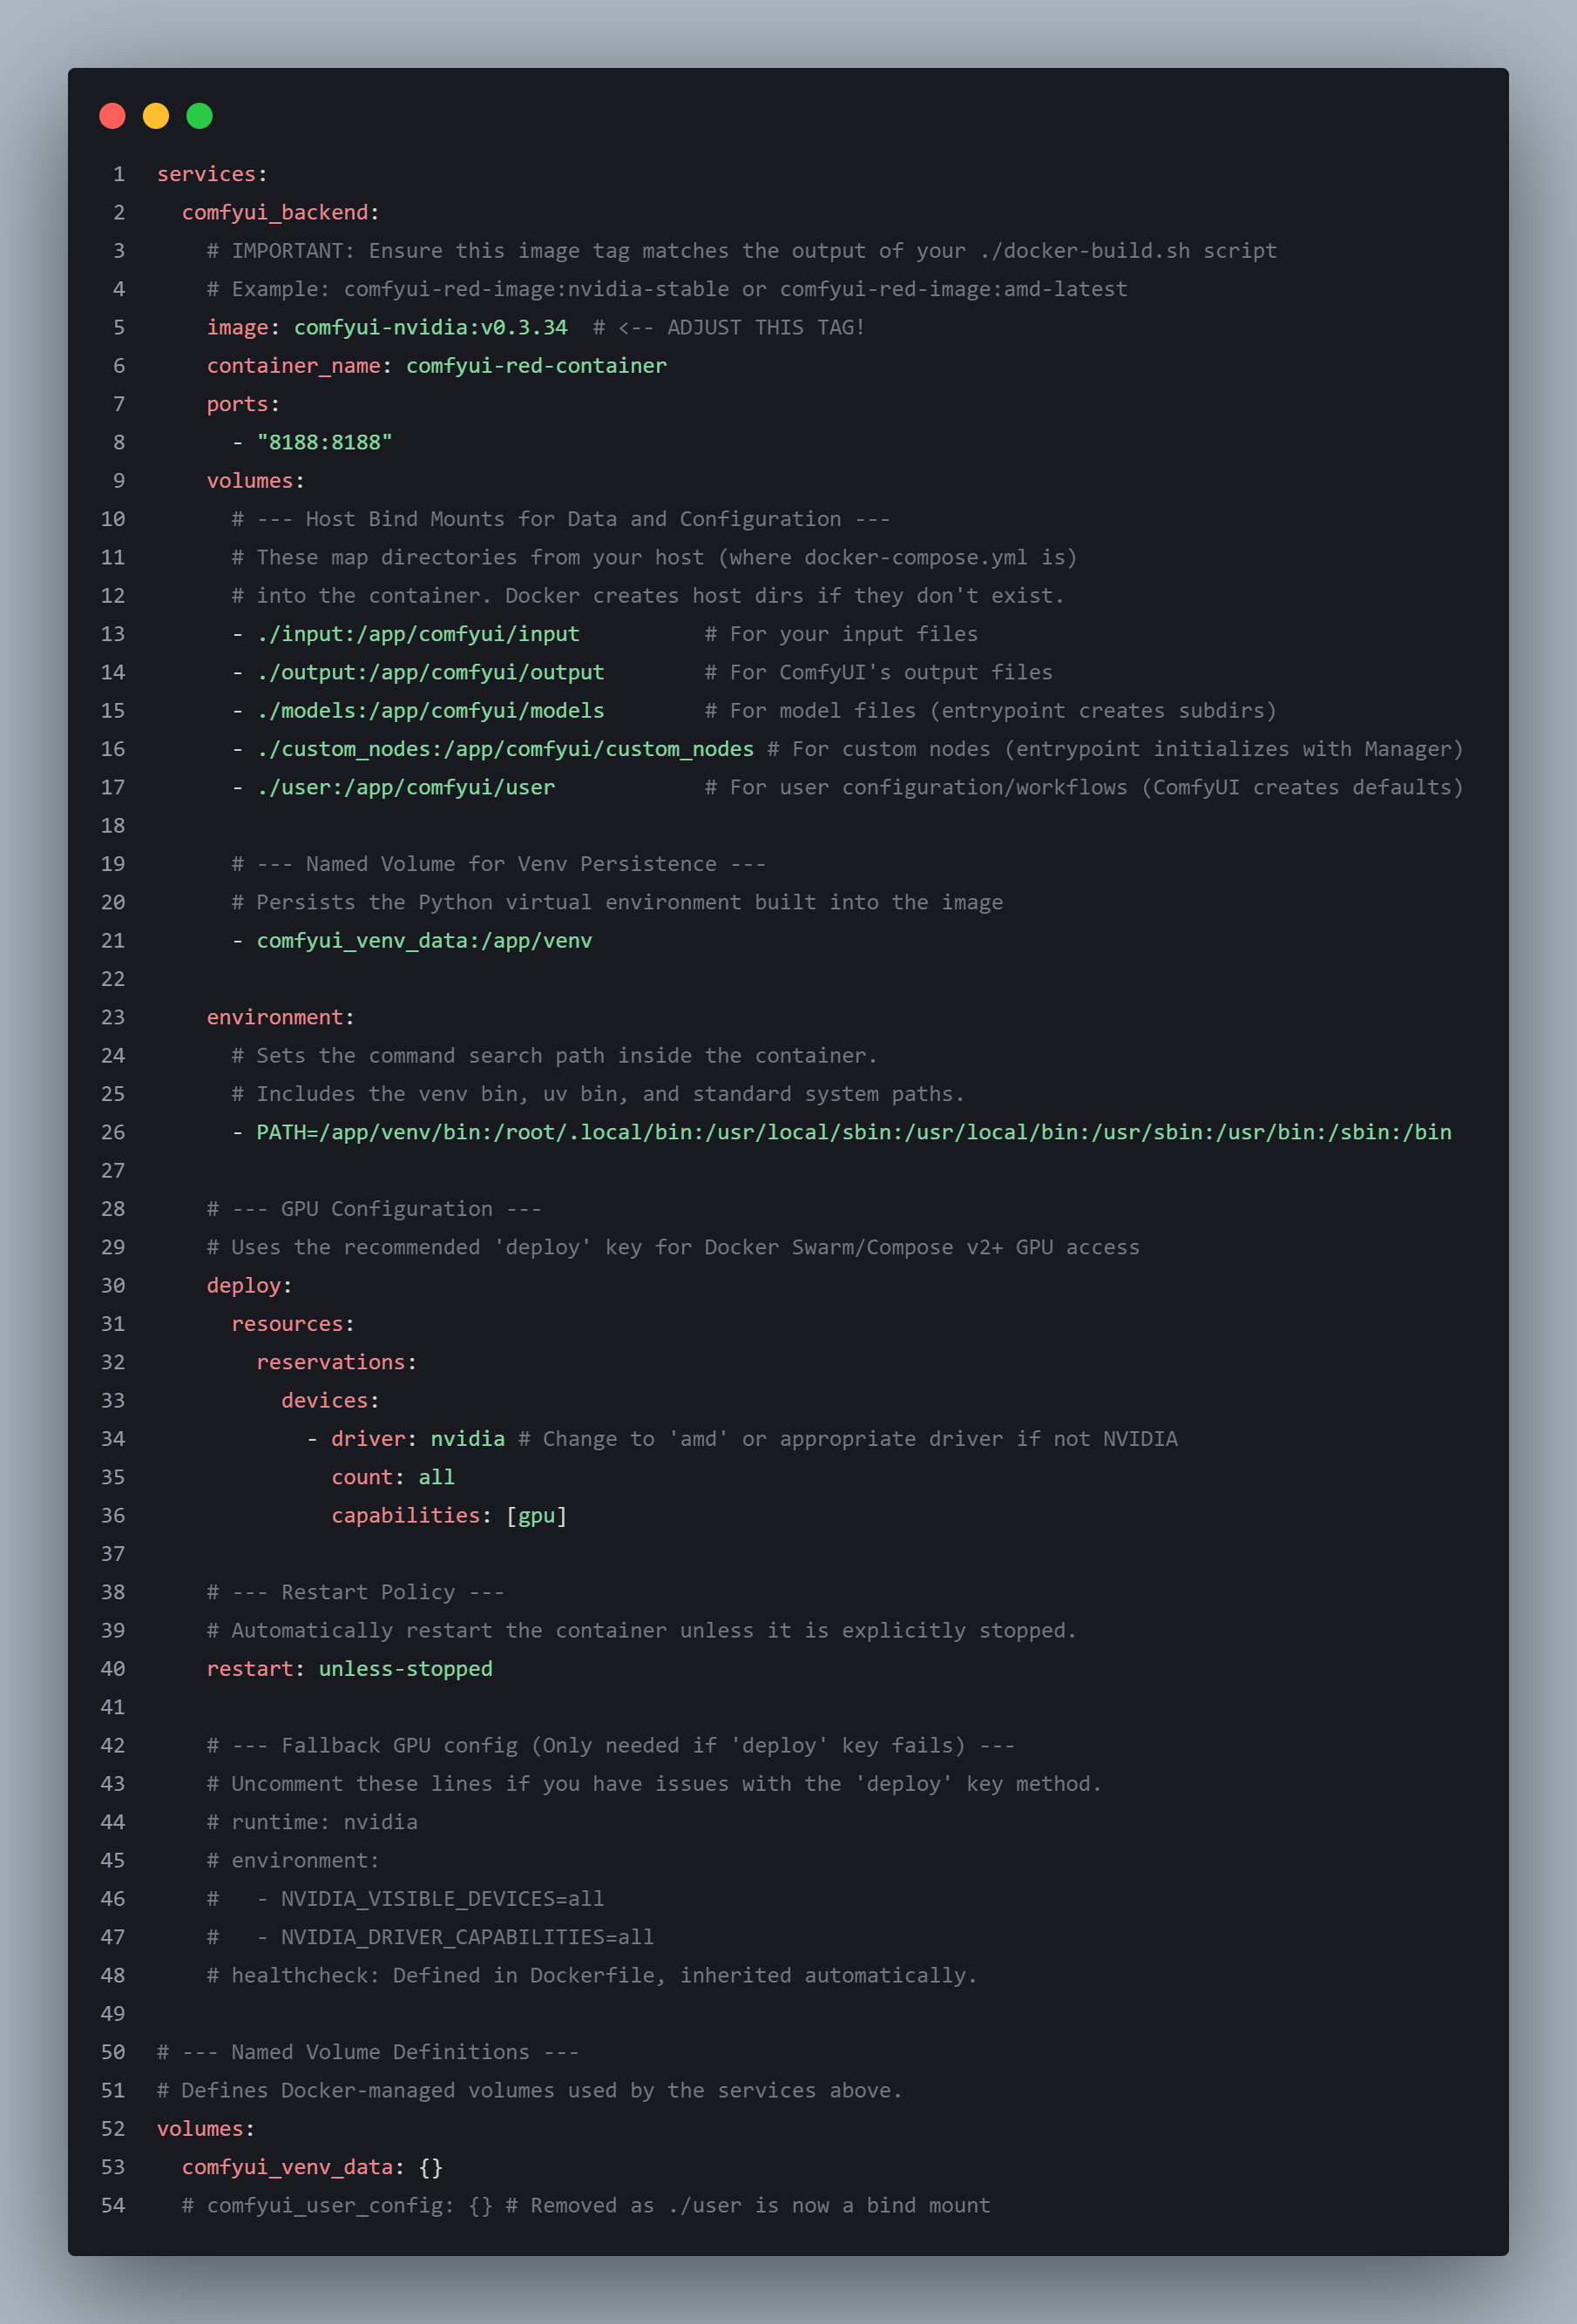 1 services:
2   comfyui_backend:
3     # IMPORTANT: Ensure this image tag matches the output of your ./docker-build.sh script
4     # Example: comfyui-red-image:nvidia-stable or comfyui-red-image:amd-latest
5     image: comfyui-nvidia:v0.3.34  # <-- ADJUST THIS TAG!
6     container_name: comfyui-red-container
7     ports:
8       - "8188:8188"
9     volumes:
10       # --- Host Bind Mounts for Data and Configuration ---
11       # These map directories from your host (where docker-compose.yml is)
12       # into the container. Docker creates host dirs if they don't exist.
13       - ./input:/app/comfyui/input          # For your input files
14       - ./output:/app/comfyui/output        # For ComfyUI's output files
15       - ./models:/app/comfyui/models        # For model files (entrypoint creates subdirs)
16       - ./custom_nodes:/app/comfyui/custom_nodes # For custom nodes (entrypoint initializes with Manager)
17       - ./user:/app/comfyui/user            # For user configuration/workflows (ComfyUI creates defaults)
18
19       # --- Named Volume for Venv Persistence ---
20       # Persists the Python virtual environment built into the image
21       - comfyui_venv_data:/app/venv
22
23     environment:
24       # Sets the command search path inside the container.
25       # Includes the venv bin, uv bin, and standard system paths.
26       - PATH=/app/venv/bin:/root/.local/bin:/usr/local/sbin:/usr/local/bin:/usr/sbin:/usr/bin:/sbin:/bin
27
28     # --- GPU Configuration ---
29     # Uses the recommended 'deploy' key for Docker Swarm/Compose v2+ GPU access
30     deploy:
31       resources:
32         reservations:
33           devices:
34             - driver: nvidia # Change to 'amd' or appropriate driver if not NVIDIA
35               count: all
36               capabilities: [gpu]
37
38     # --- Restart Policy ---
39     # Automatically restart the container unless it is explicitly stopped.
40     restart: unless-stopped
41
42     # --- Fallback GPU config (Only needed if 'deploy' key fails) ---
43     # Uncomment these lines if you have issues with the 'deploy' key method.
44     # runtime: nvidia
45     # environment:
46     #   - NVIDIA_VISIBLE_DEVICES=all
47     #   - NVIDIA_DRIVER_CAPABILITIES=all
48     # healthcheck: Defined in Dockerfile, inherited automatically.
49
50 # --- Named Volume Definitions ---
51 # Defines Docker-managed volumes used by the services above.
52 volumes:
53   comfyui_venv_data: {}
54   # comfyui_user_config: {} # Removed as ./user is now a bind mount